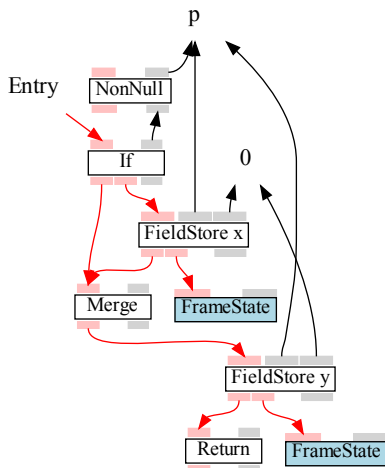 p
Entry
NonNull
If
0
FieldStore x
Merge
FrameState
FieldStore y
Return
FrameState